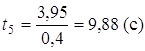 t₅ = 3,95 / 0,4 = 9,88 (c)